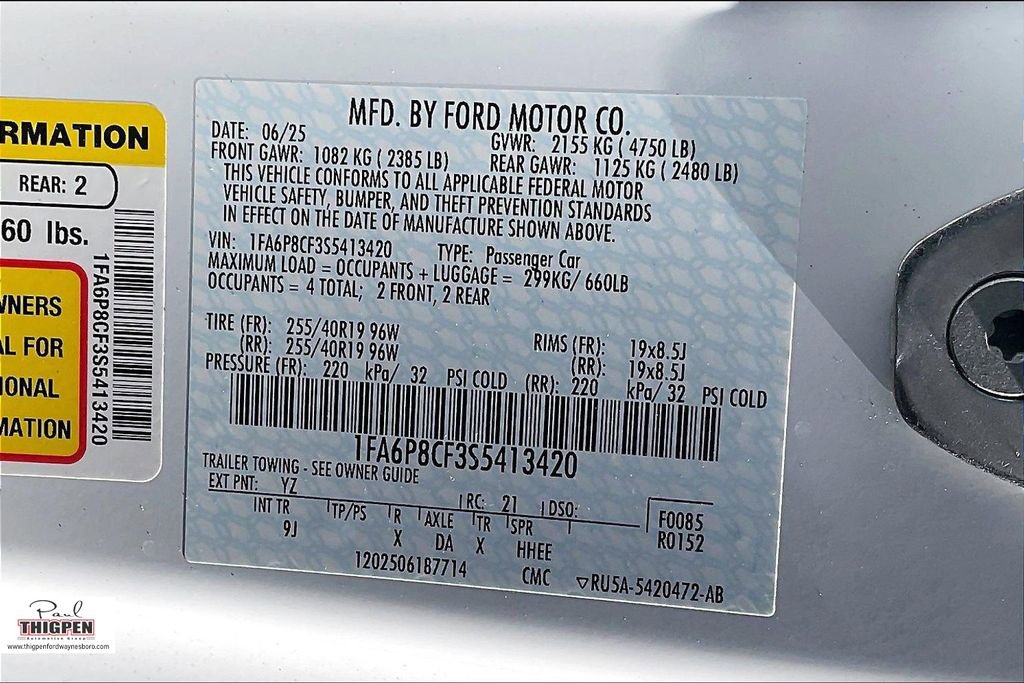 RMATION
REAR: 2
60 lbs.
WNERS
AL FOR
IONAL
MATION
1FA6P8CF3S5413420
MFD. BY FORD MOTOR CO.
DATE: 06/25 GVWR: 2155 KG ( 4750 LB)
FRONT GAWR: 1082 KG ( 2385 LB) REAR GAWR: 1125 KG ( 2480 LB)
THIS VEHICLE CONFORMS TO ALL APPLICABLE FEDERAL MOTOR
VEHICLE SAFETY, BUMPER, AND THEFT PREVENTION STANDARDS
IN EFFECT ON THE DATE OF MANUFACTURE SHOWN ABOVE.
VIN: 1FA6P8CF3S5413420 TYPE: Passenger Car
MAXIMUM LOAD = OCCUPANTS + LUGGAGE = 299KG/ 660LB
OCCUPANTS = 4 TOTAL; 2 FRONT, 2 REAR
TIRE (FR): 255/40R19 96W RIMS (FR): 19x8.5J
(RR): 255/40R19 96W (RR): 19x8.5J
PRESSURE (FR): 220 kPa/ 32 PSI COLD (RR): 220 kPa/ 32 PSI COLD
1FA6P8CF3S5413420
TRAILER TOWING - SEE OWNER GUIDE
EXT PNT: YZ RC: 21 DSO:
INT TR TP/PS R AXLE TR SPR F0085
9J X DA X HHEE R0152
1202506187714 CMC ▽RU5A-5420472-AB
Paul
THIGPEN
Automotive Group
www.thigpenfordwaynesboro.com